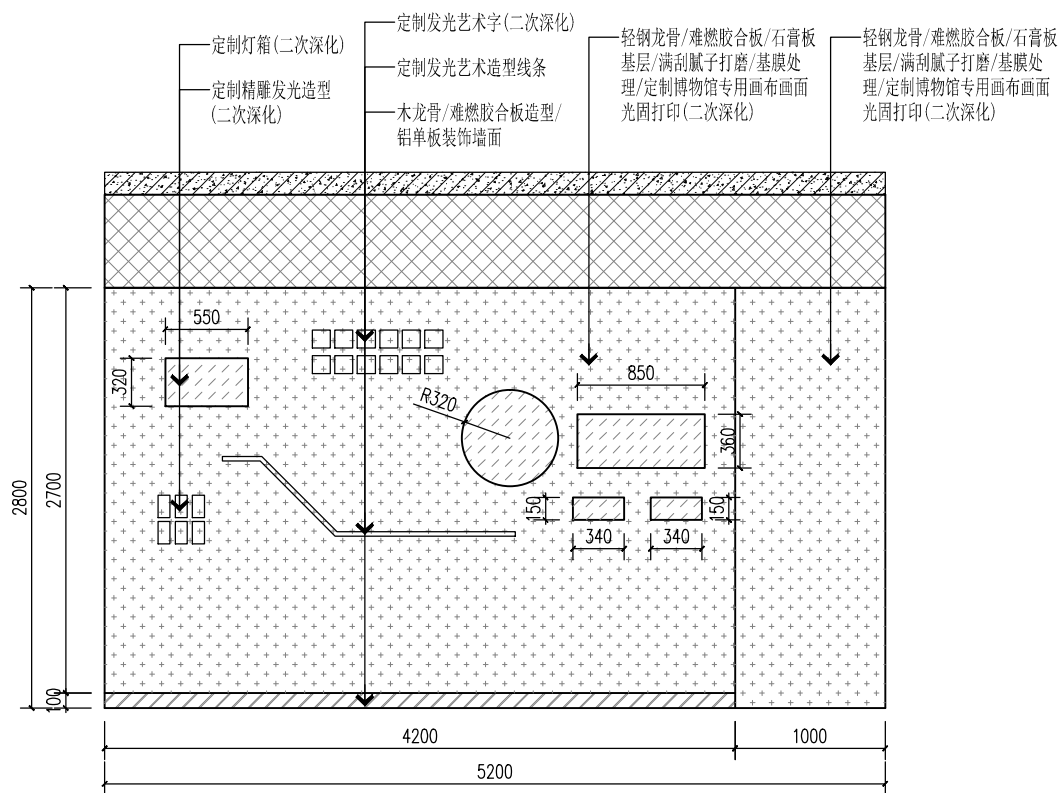 定制灯箱(二次深化)
定制精雕发光造型
(二次深化)
定制发光艺术字(二次深化)
定制发光艺术造型线条
木龙骨/难燃胶合板造型/
铝单板装饰墙面
轻钢龙骨/难燃胶合板/石膏板
基层/满刮腻子打磨/基膜处
理/定制博物馆专用画布画面
光固打印(二次深化)
轻钢龙骨/难燃胶合板/石膏板
基层/满刮腻子打磨/基膜处
理/定制博物馆专用画布画面
光固打印(二次深化)
550
320
R320
850
360
150
150
340
340
2800
2700
100
4200
1000
5200